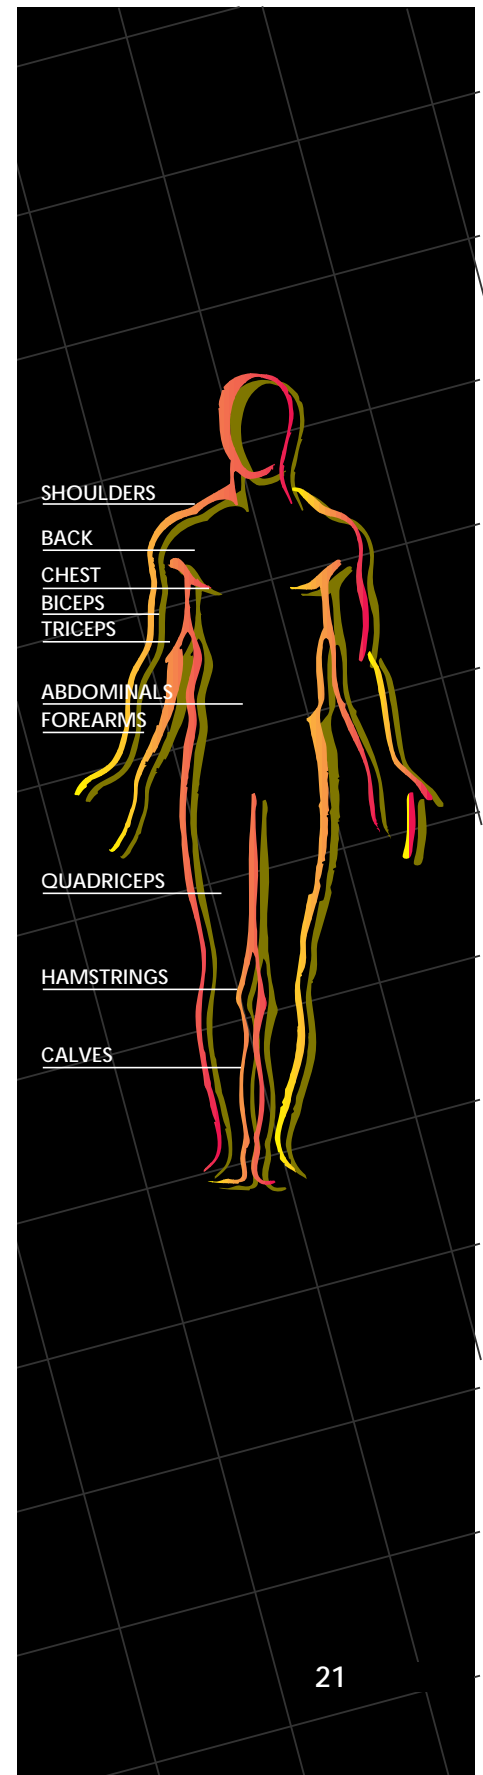 SHOULDERS
BACK
CHEST
BICEPS
TRICEPS
ABDOMINALS
FOREARMS
QUADRICEPS
HAMSTRINGS
CALVES
21